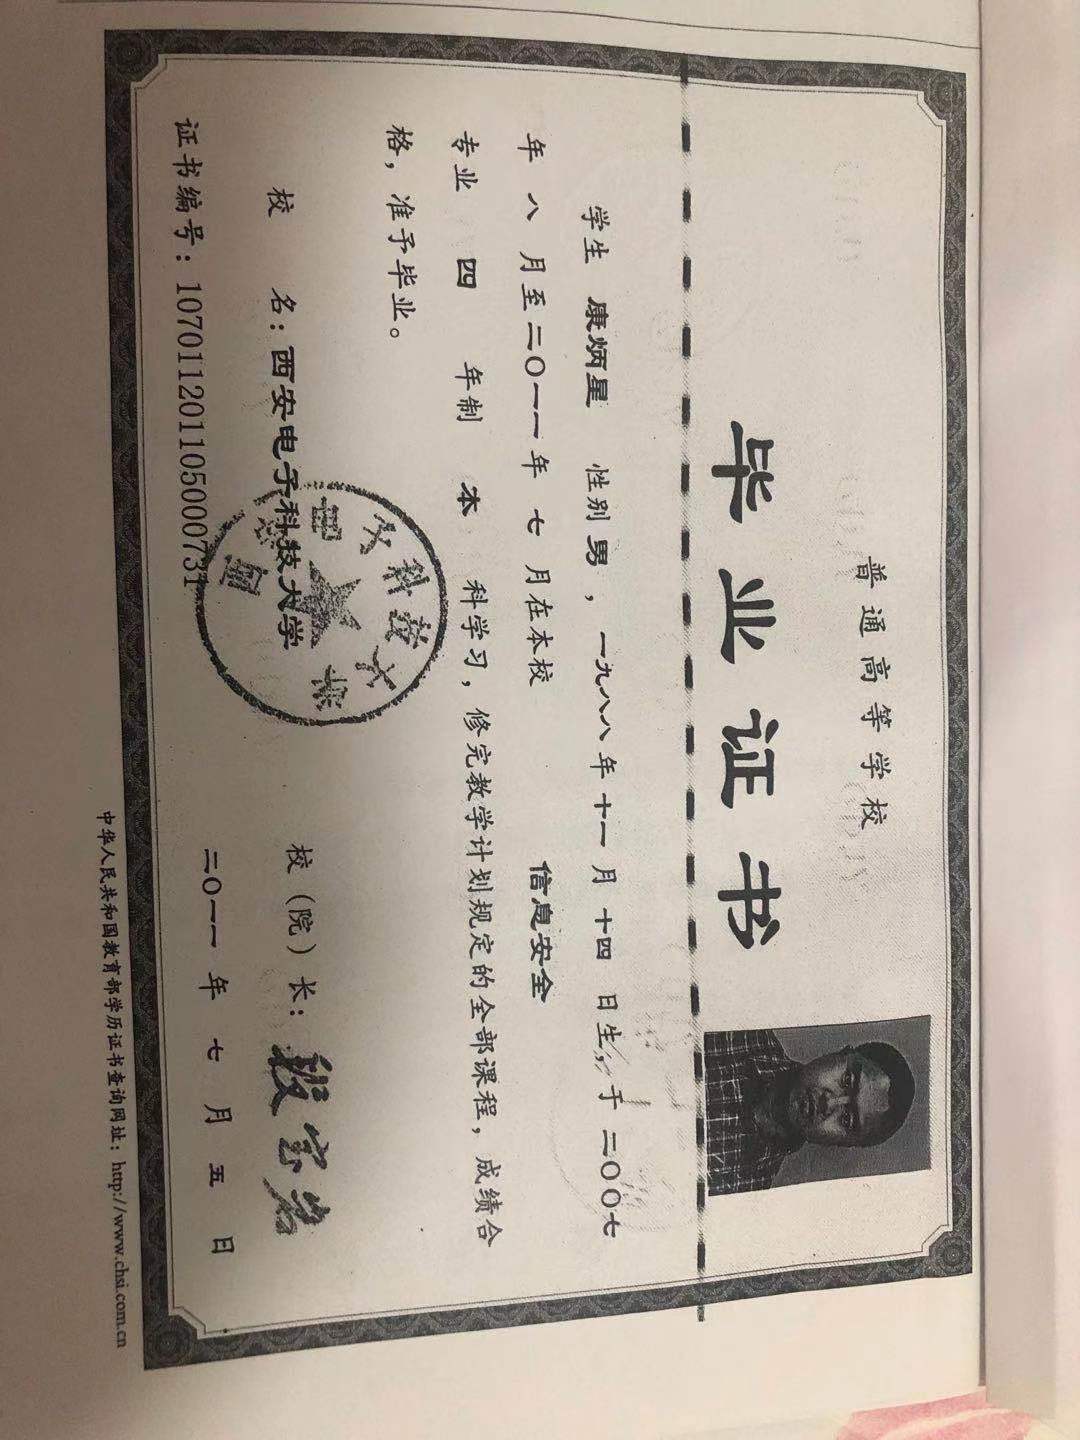 普通高等学校
毕业证书
学生 康炳星 性别 男，一九八八年十一月十四日生，于二〇〇七
年八月至二〇一一年七月在本校 信息安全
专业 四 年制 本 科学习，修完教学计划规定的全部课程，成绩合
格，准予毕业。
校 名：西安电子科技大学 校（院）长：段宝岩
证书编号：107011201105000731 二〇一一年七月五日
中华人民共和国教育部学历证书查询网址：http://www.chsi.com.cn